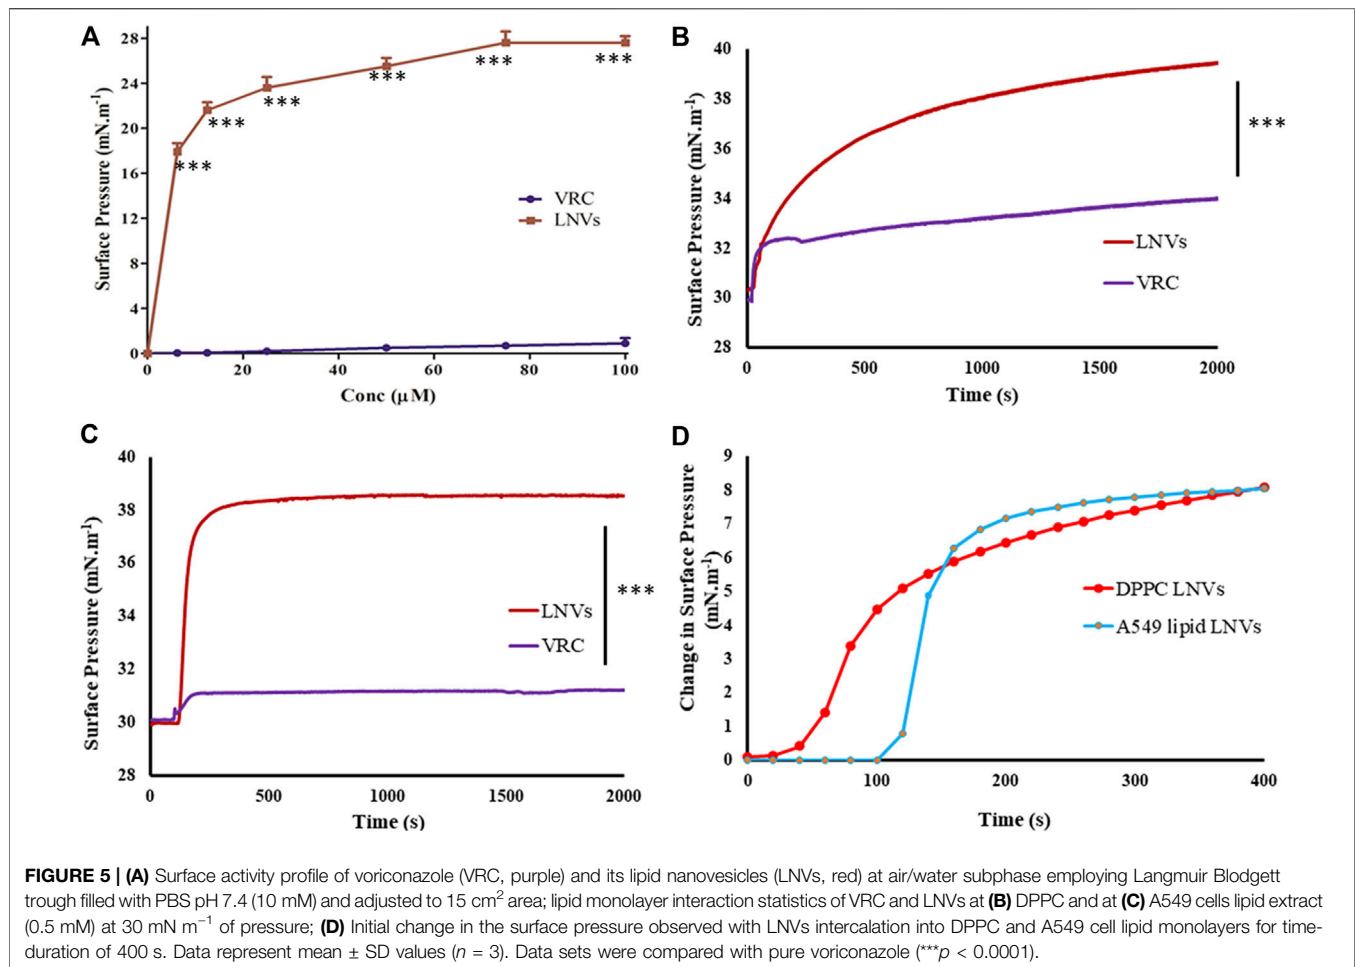 A
28
24
20
16
12
8
4
0
Surface Pressure (mN.m-1)
***
***
***
***
***
***
VRC
LNVs
0
20
40
60
80
100
Conc (µM)
B
40
38
36
34
32
30
28
Surface Pressure (mN.m-1)
***
LNVs
VRC
0
500
1000
1500
2000
Time (s)
C
40
38
36
34
32
30
28
Surface Pressure (mN.m-1)
***
LNVs
VRC
0
500
1000
1500
2000
Time (s)
D
9
8
7
6
5
4
3
2
1
0
Change in Surface Pressure
(mN.m-1)
DPPC LNVs
A549 lipid LNVs
0
100
200
300
400
Time (s)
FIGURE 5 | (A) Surface activity profile of voriconazole (VRC, purple) and its lipid nanovesicles (LNVs, red) at air/water subphase employing Langmuir Blodgett
trough filled with PBS pH 7.4 (10 mM) and adjusted to 15 cm² area; lipid monolayer interaction statistics of VRC and LNVs at (B) DPPC and at (C) A549 cells lipid extract
(0.5 mM) at 30 mN m−1 of pressure; (D) Initial change in the surface pressure observed with LNVs intercalation into DPPC and A549 cell lipid monolayers for time-
duration of 400 s. Data represent mean ± SD values (n = 3). Data sets were compared with pure voriconazole (***p < 0.0001).